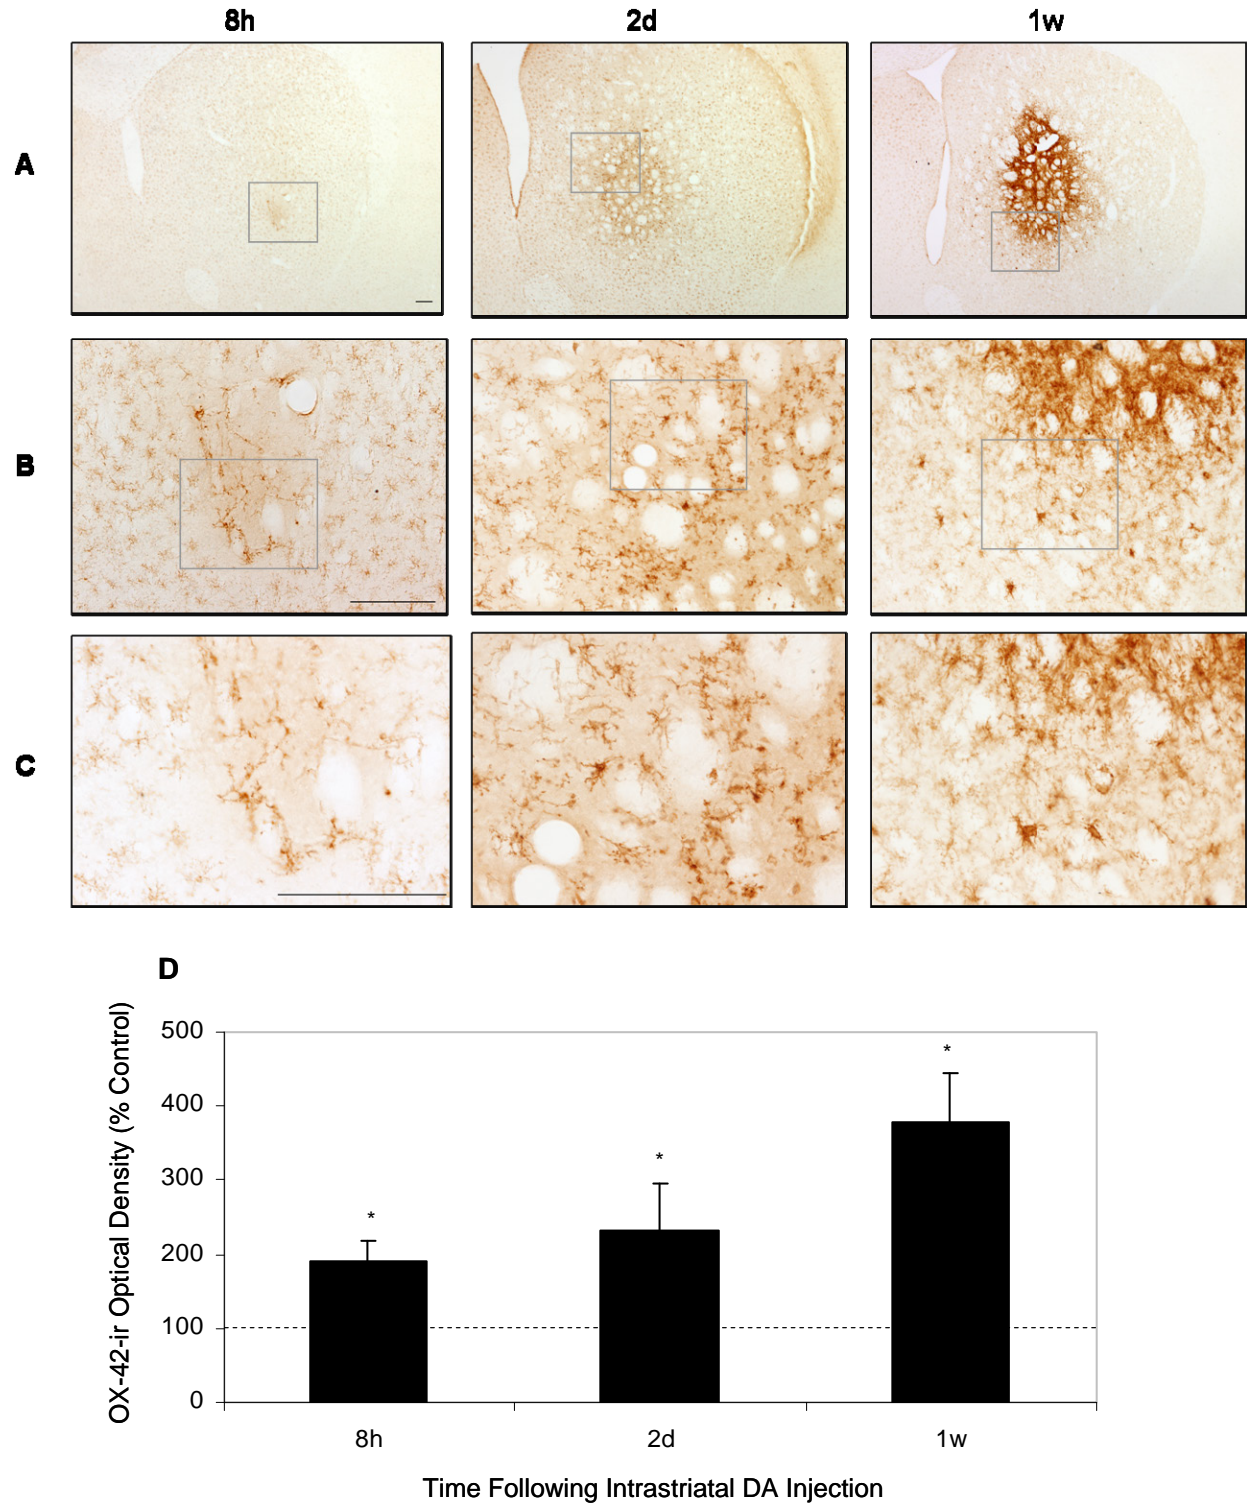 8h 2d 1w
A
B
C
D
OX-42-ir Optical Density (% Control)
500
400
300
200
100
0
* * *
8h 2d 1w
Time Following Intrastriatal DA Injection